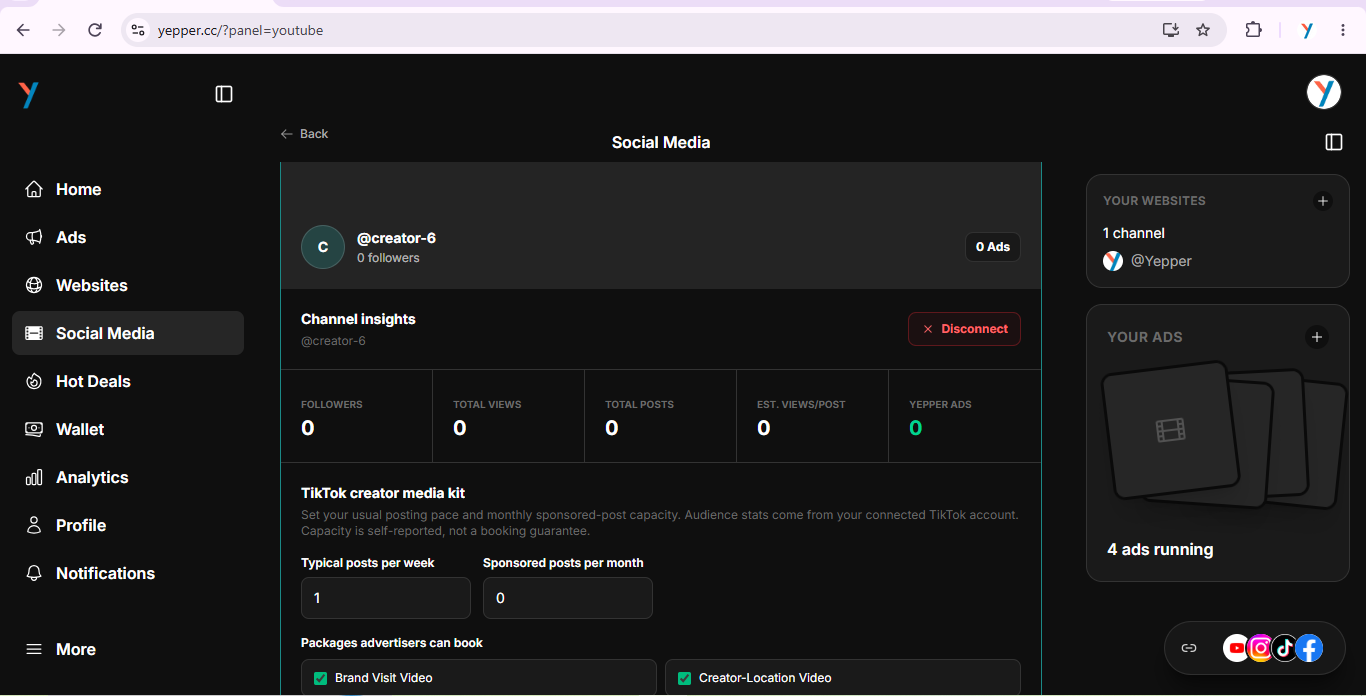 yepper.cc/?panel=youtube
Back
Social Media
Home
Ads
Websites
Social Media
Hot Deals
Wallet
Analytics
Profile
Notifications
More
C
@creator-6
0 followers
0 Ads
Channel insights
@creator-6
Disconnect
FOLLOWERS
0
TOTAL VIEWS
0
TOTAL POSTS
0
EST. VIEWS/POST
0
YEPPER ADS
0
TikTok creator media kit
Set your usual posting pace and monthly sponsored-post capacity. Audience stats come from your connected TikTok account.
Capacity is self-reported, not a booking guarantee.
Typical posts per week
1
Sponsored posts per month
0
Packages advertisers can book
Brand Visit Video
Creator-Location Video
YOUR WEBSITES
1 channel
@Yepper
YOUR ADS
4 ads running